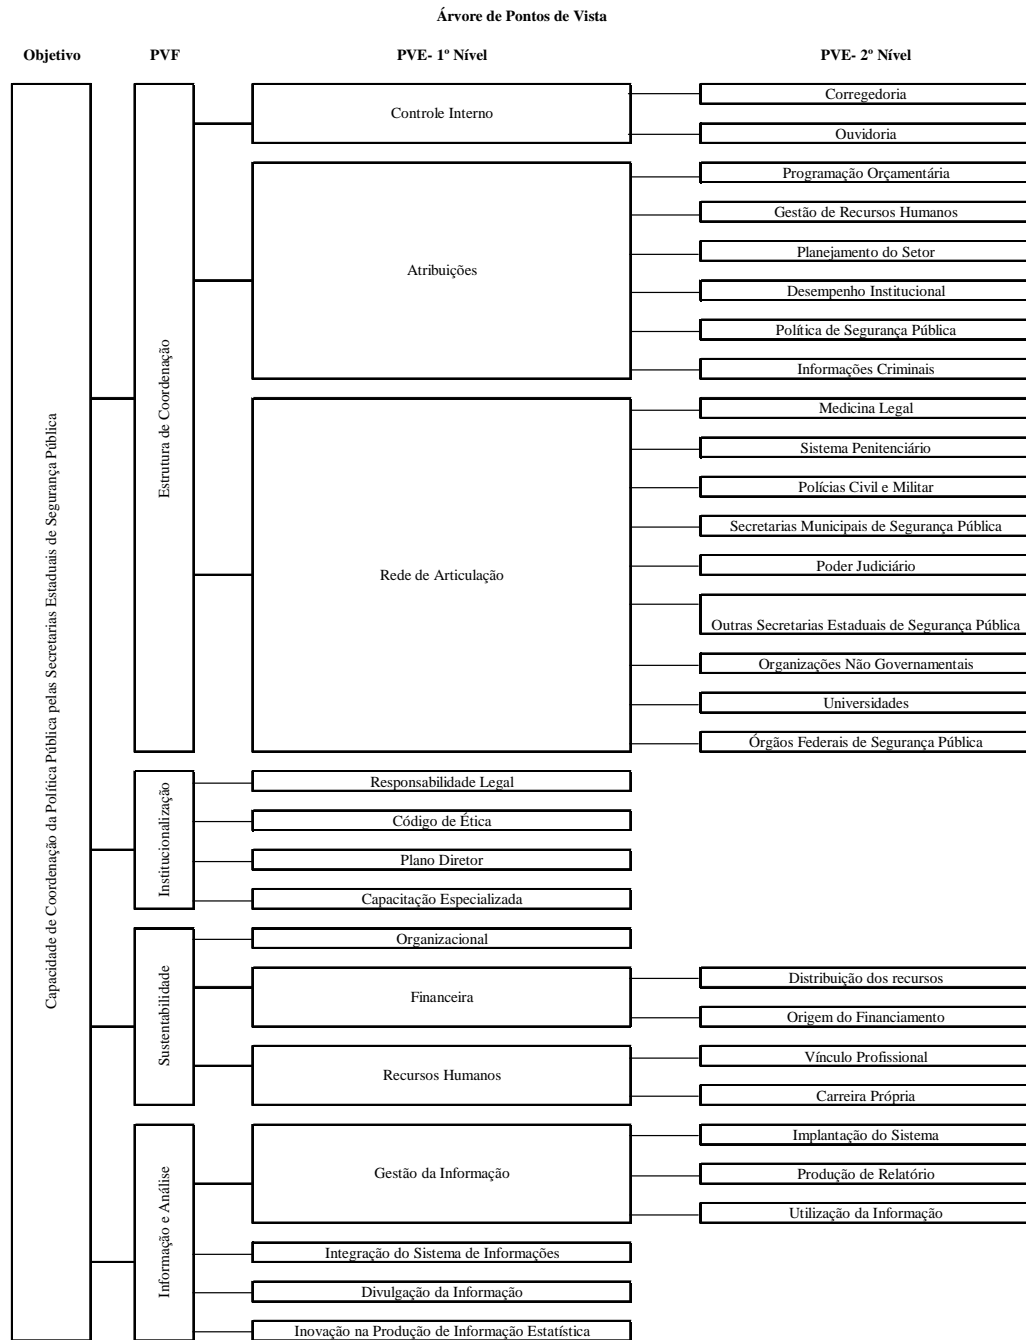 Árvore de Pontos de Vista
Objetivo
PVF
PVE- 1º Nível
PVE- 2º Nível
Capacidade de Coordenação da Política Pública pelas Secretarias Estaduais de Segurança Pública
Estrutura de Coordenação
Controle Interno
Corregedoria
Ouvidoria
Atribuições
Programação Orçamentária
Gestão de Recursos Humanos
Planejamento do Setor
Desempenho Institucional
Política de Segurança Pública
Informações Criminais
Rede de Articulação
Medicina Legal
Sistema Penitenciário
Polícias Civil e Militar
Secretarias Municipais de Segurança Pública
Poder Judiciário
Outras Secretarias Estaduais de Segurança Pública
Organizações Não Governamentais
Universidades
Órgãos Federais de Segurança Pública
Institucionalização
Responsabilidade Legal
Código de Ética
Plano Diretor
Capacitação Especializada
Sustentabilidade
Organizacional
Financeira
Distribuição dos recursos
Origem do Financiamento
Recursos Humanos
Vínculo Profissional
Carreira Própria
Informação e Análise
Gestão da Informação
Implantação do Sistema
Produção de Relatório
Utilização da Informação
Integração do Sistema de Informações
Divulgação da Informação
Inovação na Produção de Informação Estatística